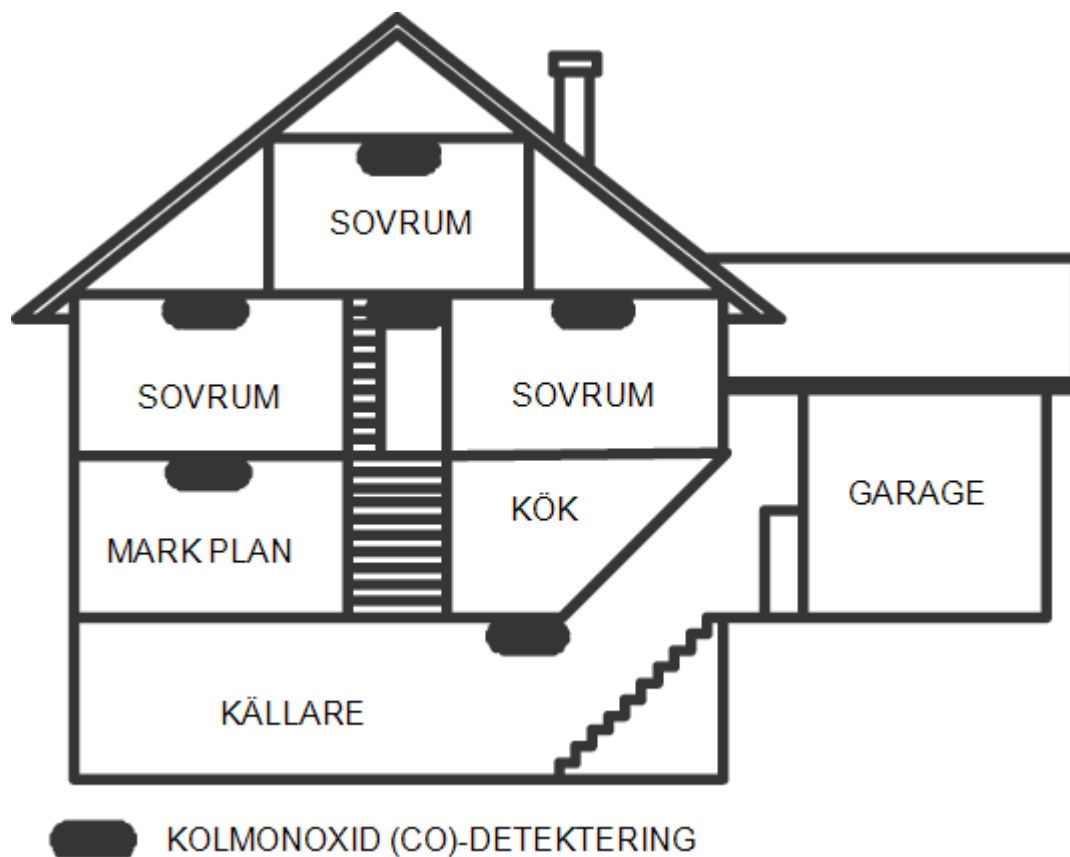 SOVRUM
SOVRUM
SOVRUM
KÖK
GARAGE
MARK PLAN
KÄLLARE
KOLMONOXID (CO)-DETEKTERING